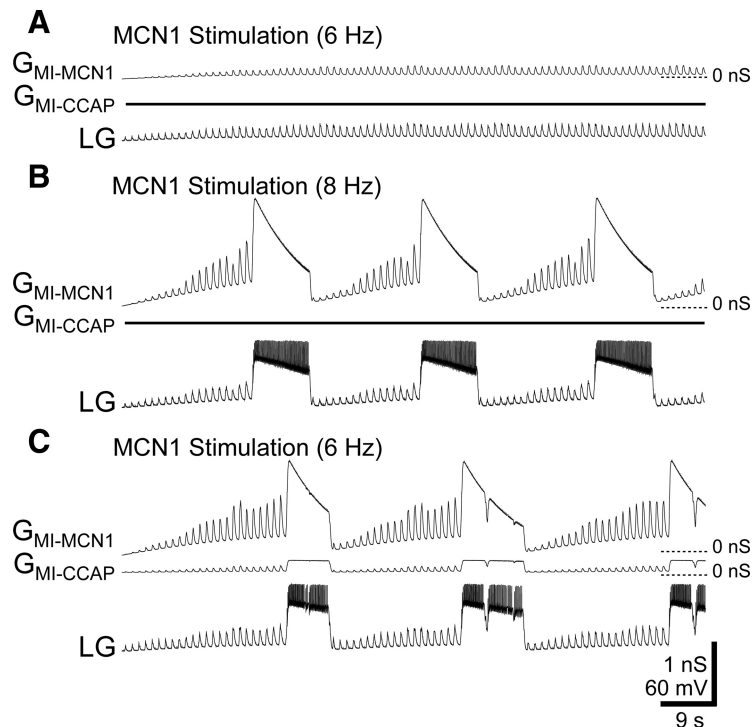 A
MCN1 Stimulation (6 Hz)
GMI-MCN1
0 nS
GMI-CCAP
LG
B
MCN1 Stimulation (8 Hz)
GMI-MCN1
0 nS
GMI-CCAP
LG
C
MCN1 Stimulation (6 Hz)
GMI-MCN1
0 nS
GMI-CCAP
0 nS
LG
1 nS
60 mV
9 s